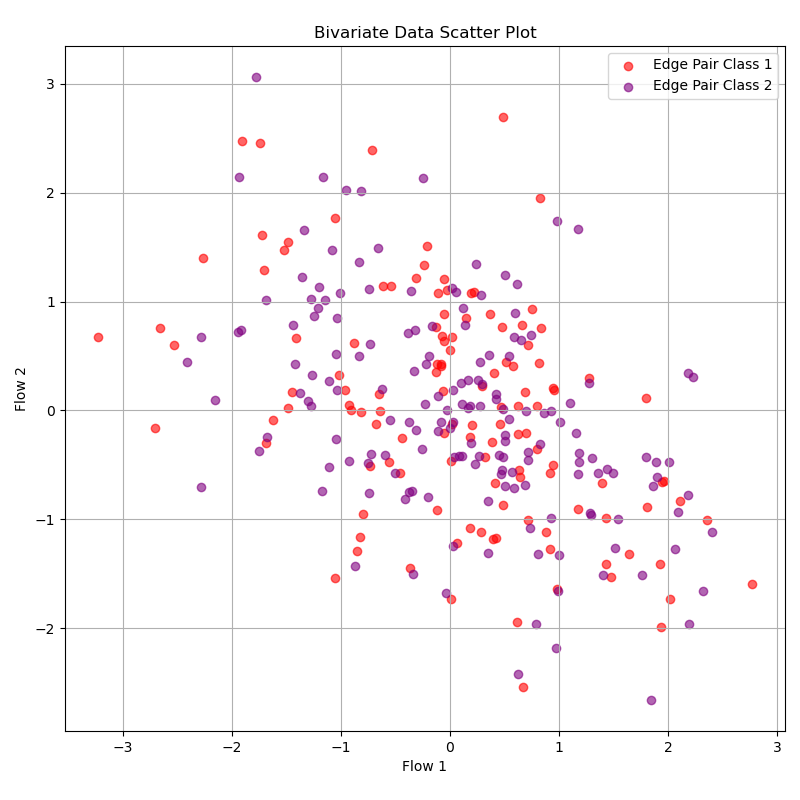 Bivariate Data Scatter Plot
Edge Pair Class 1
Edge Pair Class 2
3
2
1
0
−1
−2
Flow 2
−3
−2
−1
0
1
2
3
Flow 1